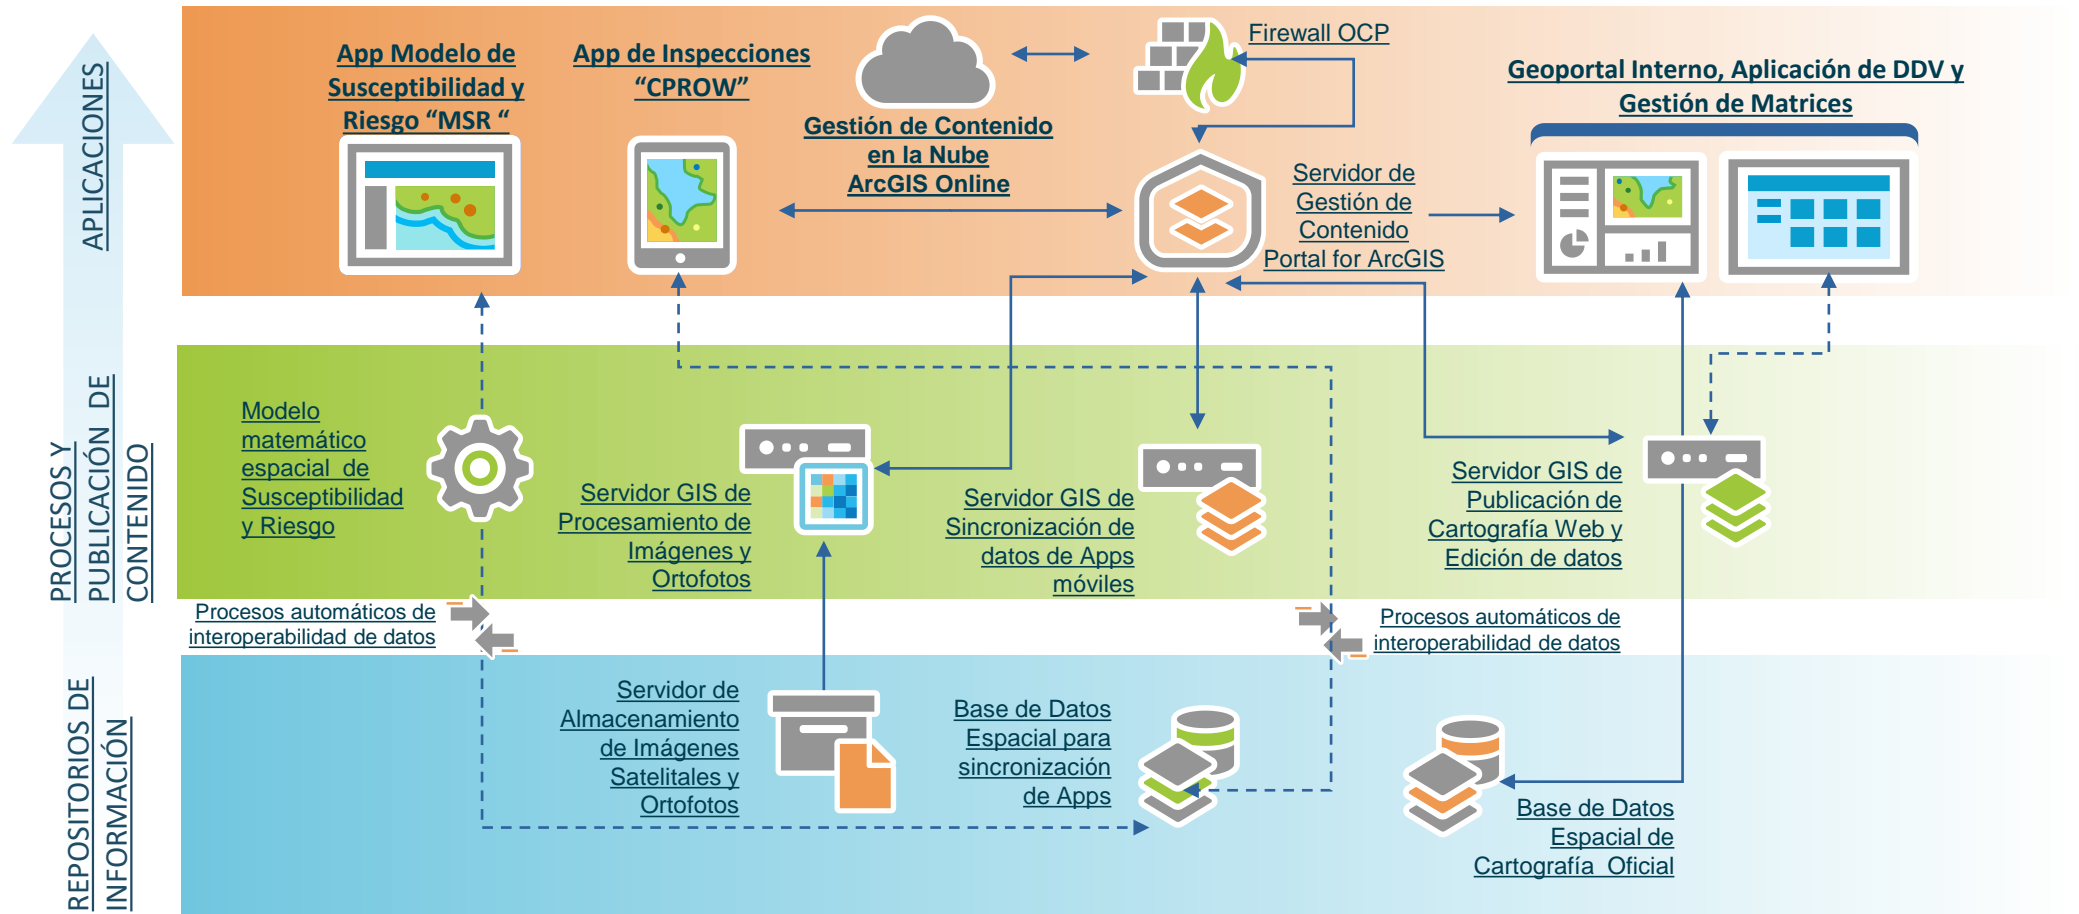 APLICACIONES
App Modelo de
Susceptibilidad y
Riesgo “MSR “
App de Inspecciones
“CPROW”
Gestión de Contenido
en la Nube
ArcGIS Online
Firewall OCP
Servidor de
Gestión de
Contenido
Portal for ArcGIS
Geoportal Interno, Aplicación de DDV y
Gestión de Matrices
PROCESOS Y
PUBLICACIÓN DE
CONTENIDO
Modelo
matemático
espacial de
Susceptibilidad
y Riesgo
Servidor GIS de
Procesamiento de
Imágenes y
Ortofotos
Servidor GIS de
Sincronización de
datos de Apps
móviles
Servidor GIS de
Publicación de
Cartografía Web y
Edición de datos
Procesos automáticos de
interoperabilidad de datos
Procesos automáticos de
interoperabilidad de datos
REPOSITORIOS DE
INFORMACIÓN
Servidor de
Almacenamiento
de Imágenes
Satelitales y
Ortofotos
Base de Datos
Espacial para
sincronización
de Apps
Base de Datos
Espacial de
Cartografía Oficial